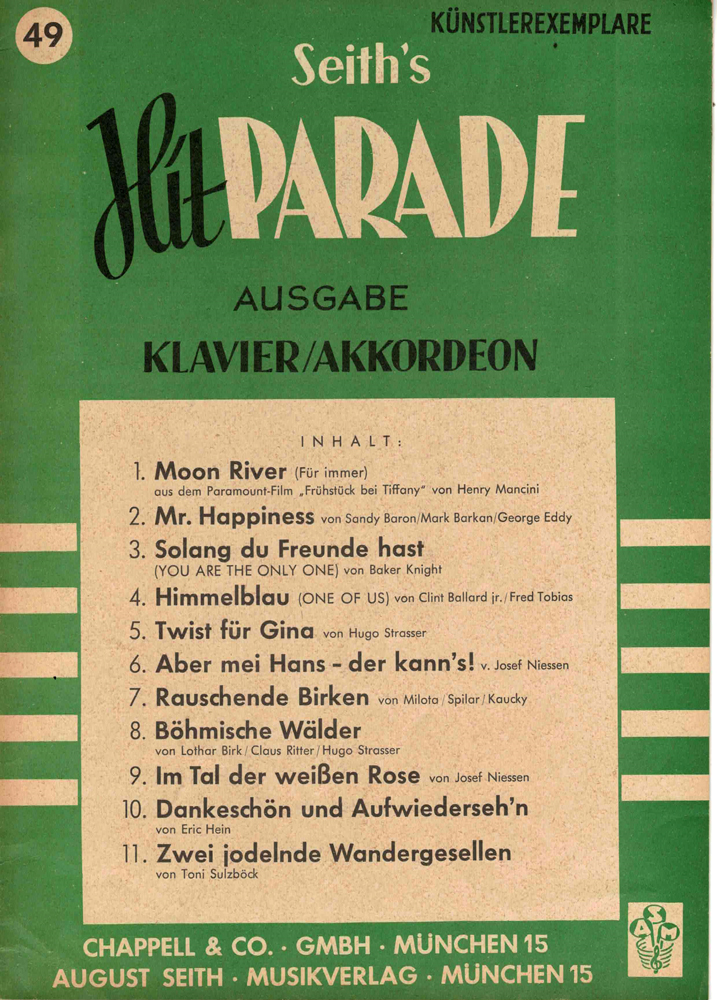 49
KÜNSTLEREXEMPLARE
Seith's
Hit PARADE
AUSGABE
KLAVIER/AKKORDEON
INHALT:
1. Moon River (Für immer)
aus dem Paramount-Film „Frühstück bei Tiffany" von Henry Mancini
2. Mr. Happiness von Sandy Baron/Mark Barkan/George Eddy
3. Solang du Freunde hast
(YOU ARE THE ONLY ONE) von Baker Knight
4. Himmelblau (ONE OF US) von Clint Ballard jr./Fred Tobias
5. Twist für Gina von Hugo Strasser
6. Aber mei Hans - der kann's! v. Josef Niessen
7. Rauschende Birken von Milota/Spilar/Kaucky
8. Böhmische Wälder
von Lothar Birk/Claus Ritter/Hugo Strasser
9. Im Tal der weißen Rose von Josef Niessen
10. Dankeschön und Aufwiederseh'n
von Eric Hein
11. Zwei jodelnde Wandergesellen
von Toni Sulzböck
CHAPPELL & CO. · GMBH · MÜNCHEN 15
AUGUST SEITH · MUSIKVERLAG · MÜNCHEN 15
ASM